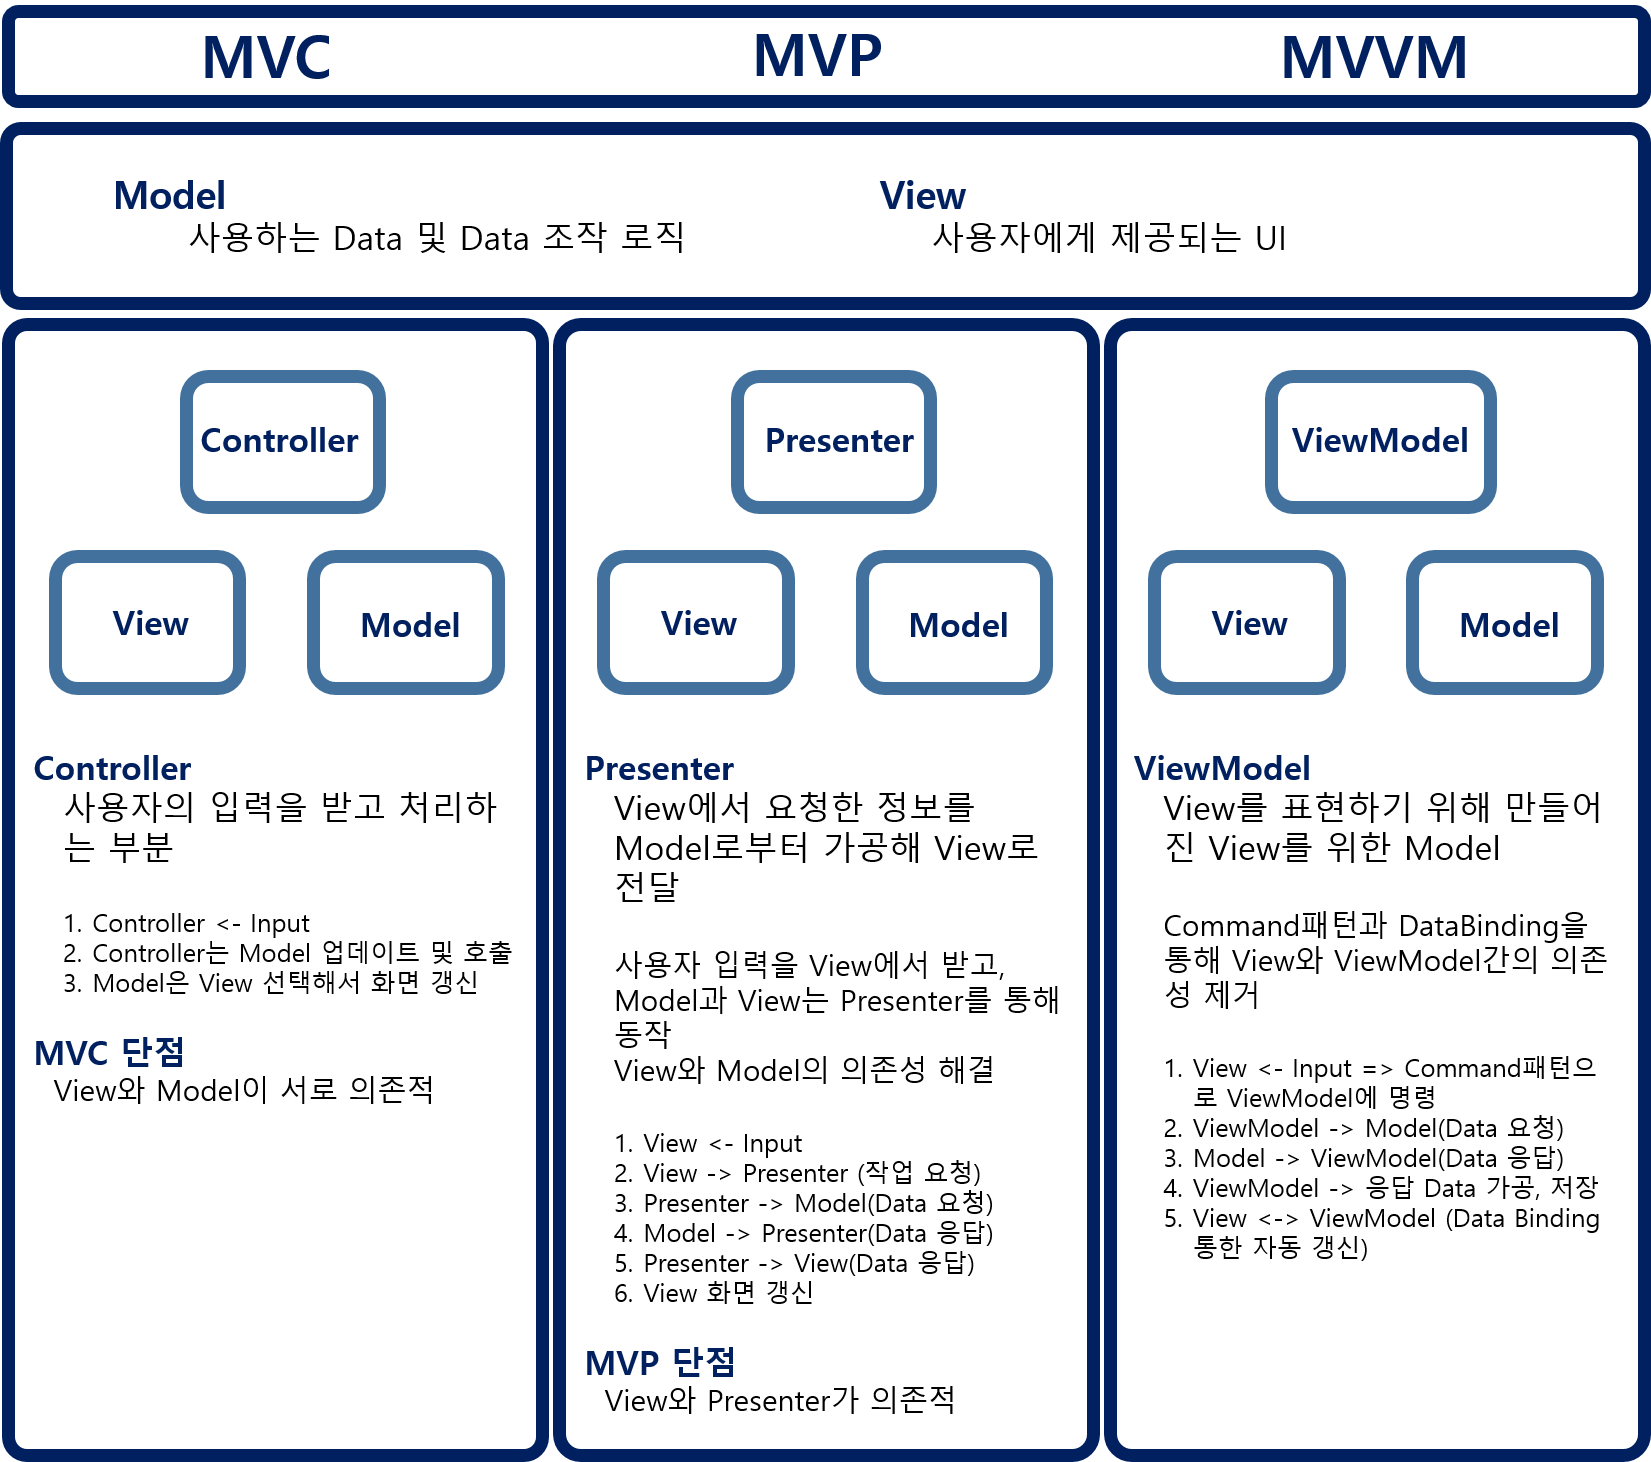 MVC
MVP
MVVM
Model
사용하는 Data 및 Data 조작 로직
View
사용자에게 제공되는 UI
Controller
View
Model
Controller
사용자의 입력을 받고 처리하
는 부분
1. Controller <- Input
2. Controller는 Model 업데이트 및 호출
3. Model은 View 선택해서 화면 갱신
MVC 단점
View와 Model이 서로 의존적
Presenter
View
Model
Presenter
View에서 요청한 정보를
Model로부터 가공해 View로
전달
사용자 입력을 View에서 받고,
Model과 View는 Presenter를 통해
동작
View와 Model의 의존성 해결
1. View <- Input
2. View -> Presenter (작업 요청)
3. Presenter -> Model(Data 요청)
4. Model -> Presenter(Data 응답)
5. Presenter -> View(Data 응답)
6. View 화면 갱신
MVP 단점
View와 Presenter가 의존적
ViewModel
View
Model
ViewModel
View를 표현하기 위해 만들어
진 View를 위한 Model
Command패턴과 DataBinding을
통해 View와 ViewModel간의 의존
성 제거
1. View <- Input => Command패턴으
로 ViewModel에 명령
2. ViewModel -> Model(Data 요청)
3. Model -> ViewModel(Data 응답)
4. ViewModel -> 응답 Data 가공, 저장
5. View <-> ViewModel (Data Binding
통한 자동 갱신)